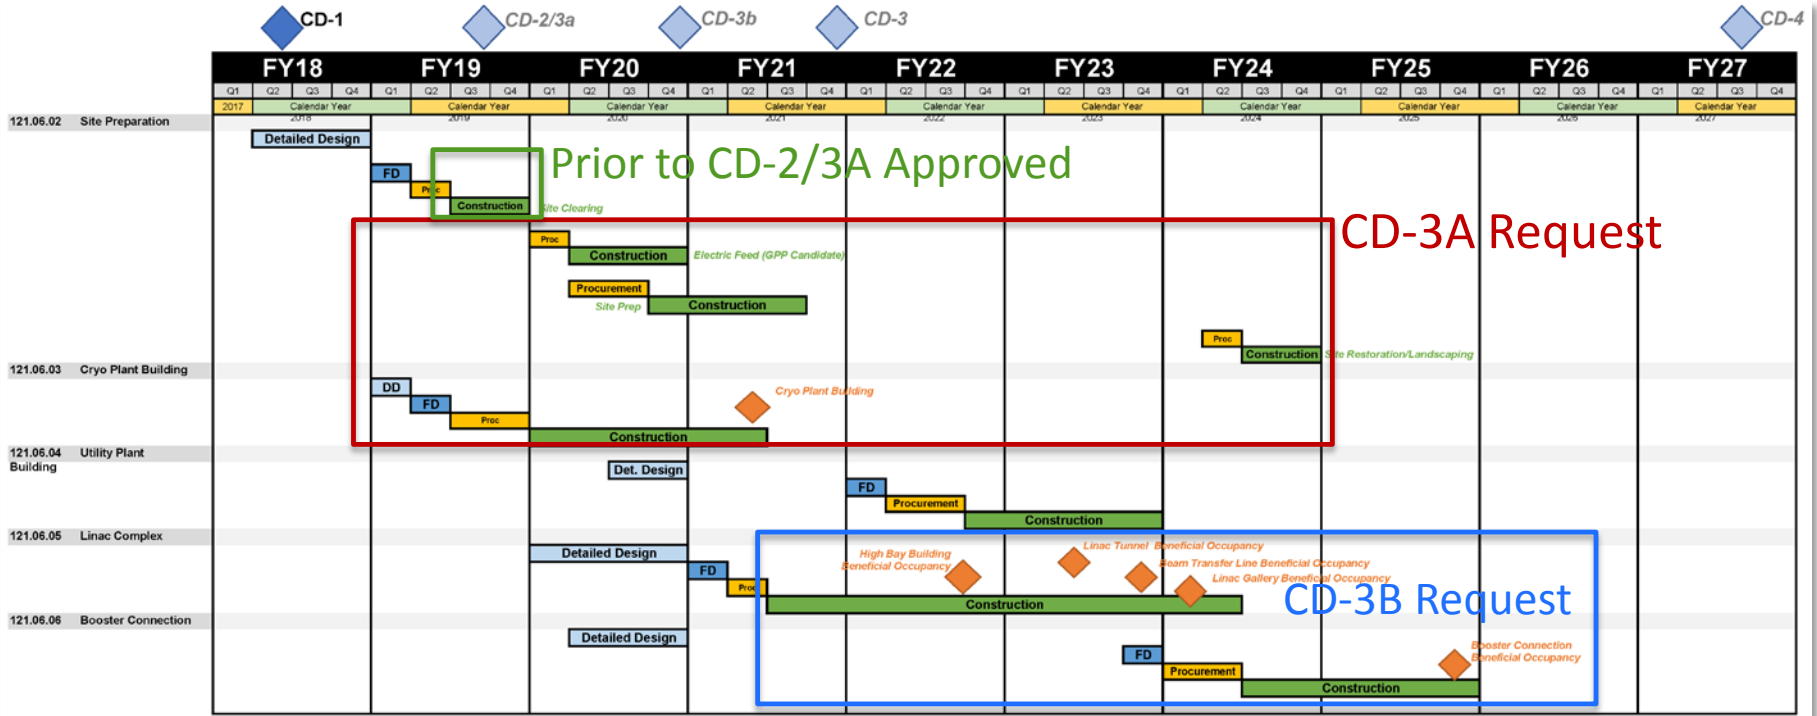 CD-1
CD-2/3a
CD-3b
CD-3
CD-4
FY18 FY19 FY20 FY21 FY22 FY23 FY24 FY25 FY26 FY27
Q1 Q2 Q3 Q4 Q1 Q2 Q3 Q4 Q1 Q2 Q3 Q4 Q1 Q2 Q3 Q4 Q1 Q2 Q3 Q4 Q1 Q2 Q3 Q4 Q1 Q2 Q3 Q4 Q1 Q2 Q3 Q4 Q1 Q2 Q3 Q4 Q1 Q2 Q3 Q4
2017 Calendar Year Calendar Year Calendar Year Calendar Year Calendar Year Calendar Year Calendar Year Calendar Year Calendar Year Calendar Year
2018 2019 2020 2021 2022 2023 2024 2025 2026 2027
121.06.02 Site Preparation
Detailed Design
Prior to CD-2/3A Approved
FD
Proc
Construction
Site Clearing
CD-3A Request
Proc
Construction
Electric Feed (GPP Candidate)
Procurement
Site Prep
Construction
Proc
Construction
Site Restoration/Landscaping
121.06.03 Cryo Plant Building
DD
FD
Cryo Plant Building
Proc
Construction
121.06.04 Utility Plant
Building
Det. Design
FD
Procurement
Construction
121.06.05 Linac Complex
Detailed Design
High Bay Building
Beneficial Occupancy
Linac Tunnel Beneficial Occupancy
Beam Transfer Line Beneficial Occupancy
Linac Gallery Beneficial Occupancy
FD
Proc
Construction
CD-3B Request
121.06.06 Booster Connection
Detailed Design
FD
Booster Connection
Beneficial Occupancy
Procurement
Construction